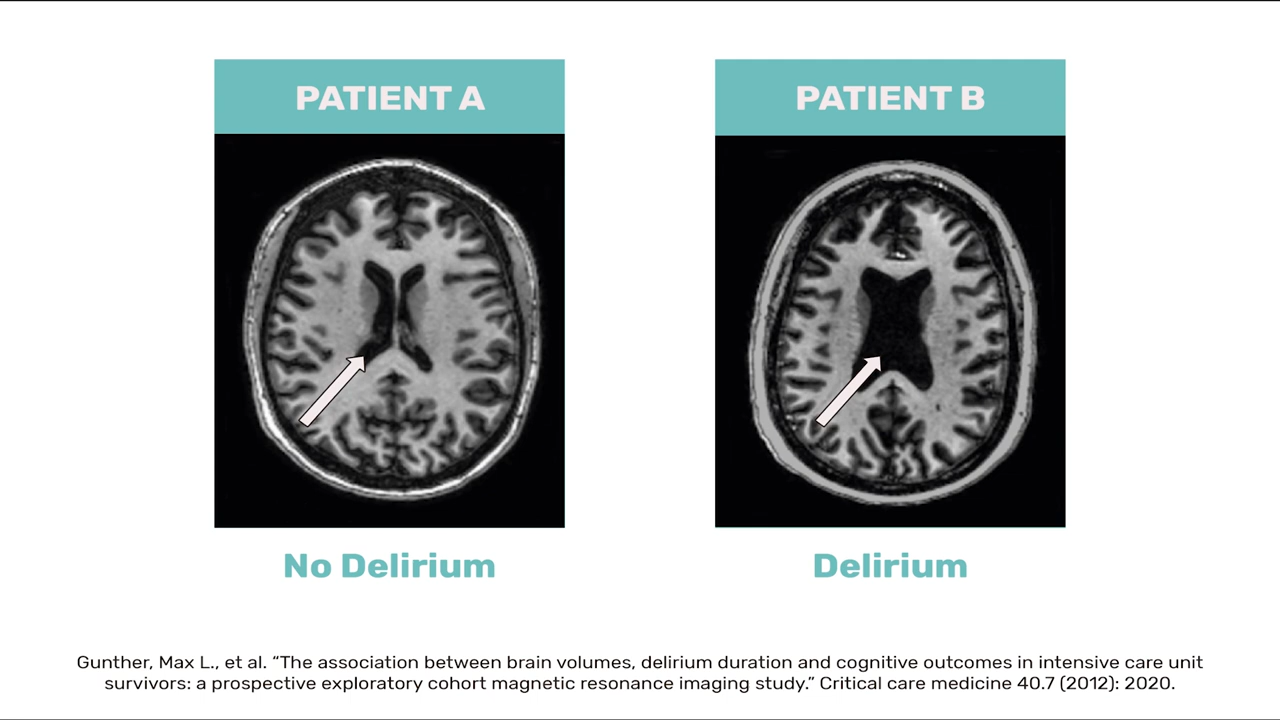 PATIENT A
PATIENT B
No Delirium
Delirium
Gunther, Max L., et al. “The association between brain volumes, delirium duration and cognitive outcomes in intensive care unit
survivors: a prospective exploratory cohort magnetic resonance imaging study.” Critical care medicine 40.7 (2012): 2020.